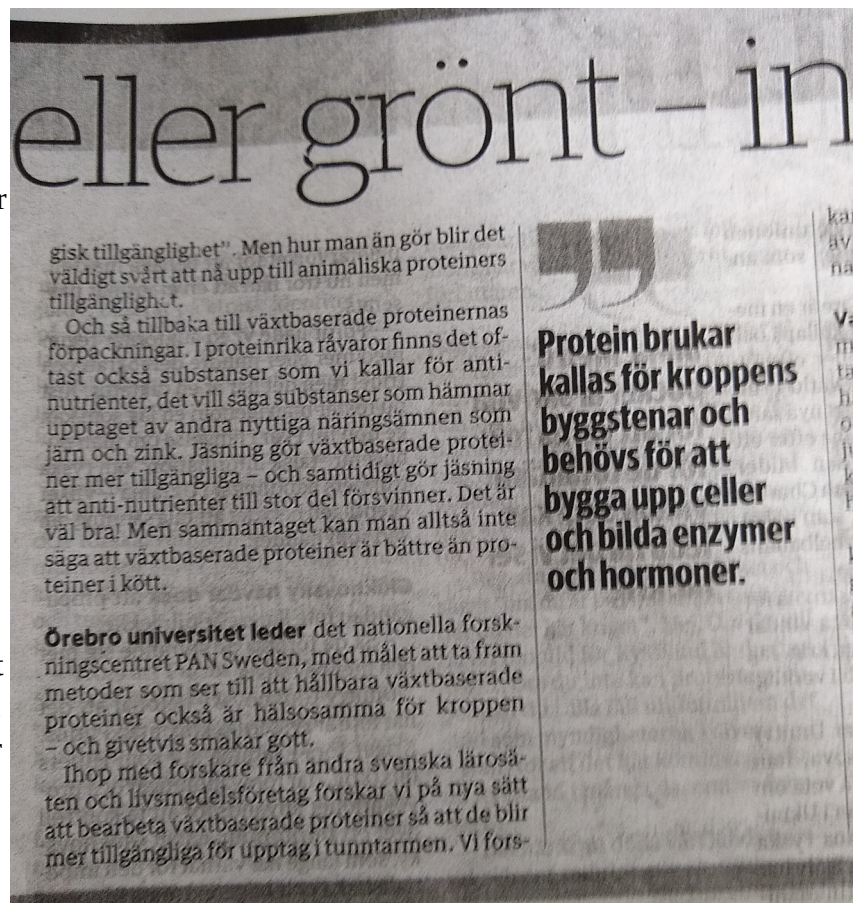 eller grönt – in
gisk tillgänglighet". Men hur man än gör blir det
väldigt svårt att nå upp till animaliska proteiners
tillgänglighet.
Och så tillbaka till växtbaserade proteinernas
förpackningar. I proteinrika råvaror finns det of-
tast också substanser som vi kallar för anti-
nutrienter, det vill säga substanser som hämmar
upptaget av andra nyttiga näringsämnen som
järn och zink. Jäsning gör växtbaserade protei-
ner mer tillgängliga – och samtidigt gör jäsning
att anti-nutrienter till stor del försvinner. Det är
väl bra! Men sammantaget kan man alltså inte
säga att växtbaserade proteiner är bättre än pro-
teiner i kött.
Örebro universitet leder det nationella forsk-
ningscentret PAN Sweden, med målet att ta fram
metoder som ser till att hållbara växtbaserade
proteiner också är hälsosamma för kroppen
– och givetvis smakar gott.
Ihop med forskare från andra svenska lärosä-
ten och livsmedelsföretag forskar vi på nya sätt
att bearbeta växtbaserade proteiner så att de blir
mer tillgängliga för upptag i tunntarmen. Vi fors-
”
Protein brukar
kallas för kroppens
byggstenar och
behövs för att
bygga upp celler
och bilda enzymer
och hormoner.
av
na